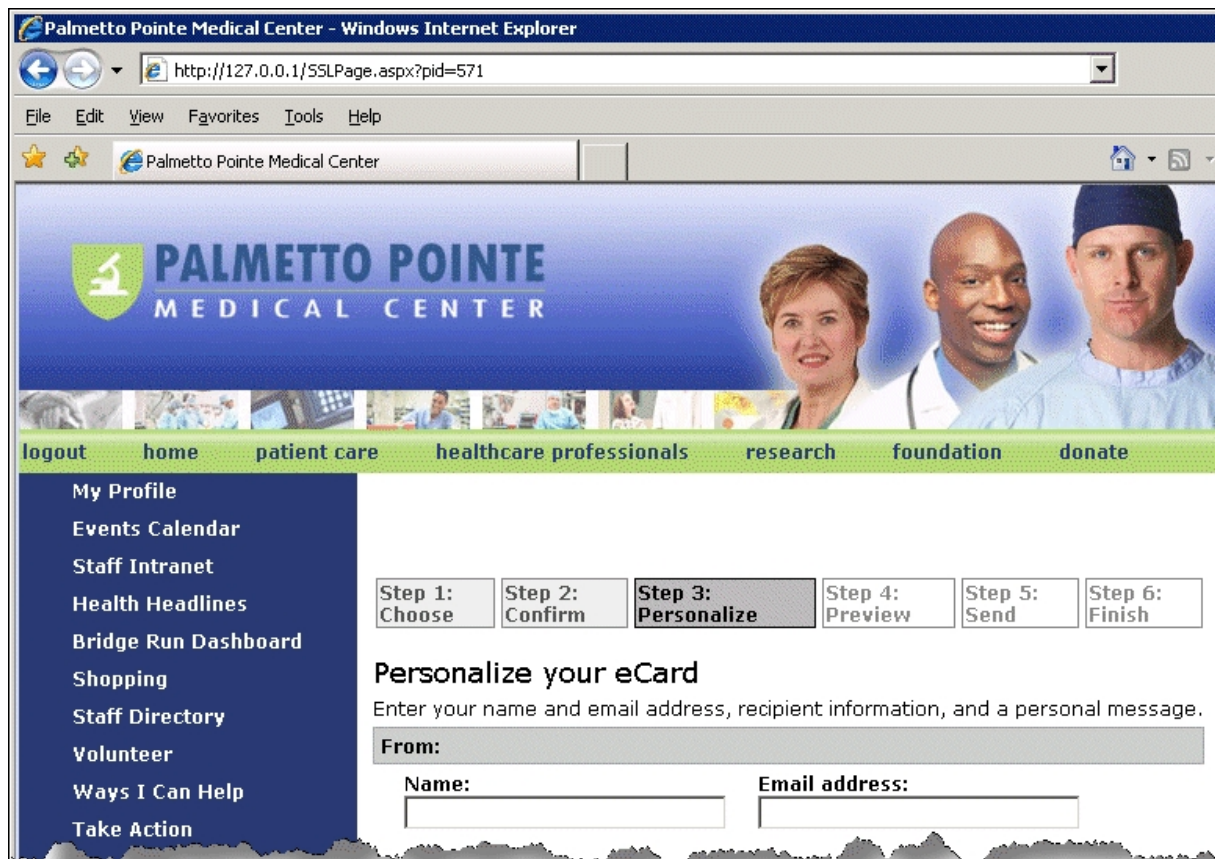 Palmetto Pointe Medical Center - Windows Internet Explorer
http://127.0.0.1/SSLPage.aspx?pid=571
File Edit View Favorites Tools Help
Palmetto Pointe Medical Center
PALMETTO POINTE
MEDICAL CENTER
logout home patient care healthcare professionals research foundation donate
My Profile
Events Calendar
Staff Intranet
Health Headlines
Bridge Run Dashboard
Shopping
Staff Directory
Volunteer
Ways I Can Help
Take Action
Step 1: Step 2: Step 3: Step 4: Step 5: Step 6:
Choose Confirm Personalize Preview Send Finish
Personalize your eCard
Enter your name and email address, recipient information, and a personal message.
From:
Name: Email address: